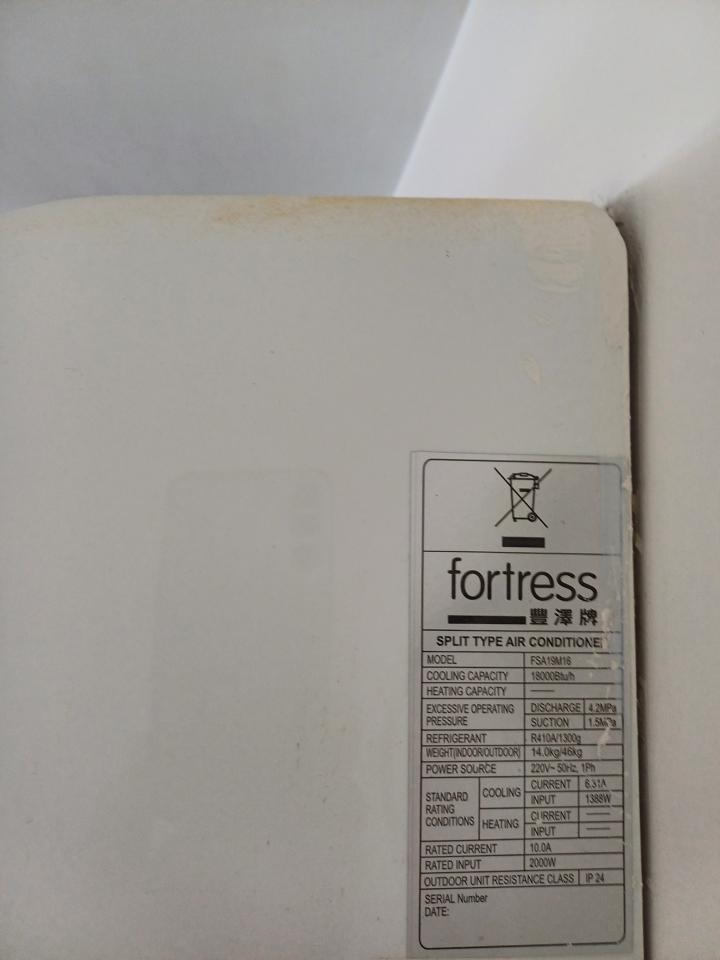 fortress
豐澤牌
SPLIT TYPE AIR CONDITIONER
MODEL FSA19M16
COOLING CAPACITY 18000Btu/h
HEATING CAPACITY ——
EXCESSIVE OPERATING PRESSURE DISCHARGE 4.2MPa
SUCTION 1.5MPa
REFRIGERANT R410A/1300g
WEIGHT(INDOOR/OUTDOOR) 14.0kg/46kg
POWER SOURCE 220V~ 50Hz, 1Ph
STANDARD RATING CONDITIONS COOLING CURRENT 6.31A
INPUT 1388W
HEATING CURRENT ——
INPUT ——
RATED CURRENT 10.0A
RATED INPUT 2000W
OUTDOOR UNIT RESISTANCE CLASS IP 24
SERIAL Number
DATE: